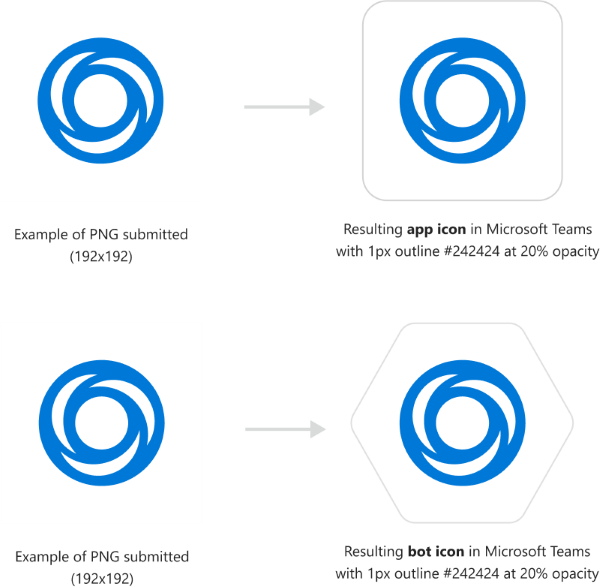 Example of PNG submitted
(192x192)
Resulting app icon in Microsoft Teams
with 1px outline #242424 at 20% opacity
Example of PNG submitted
(192x192)
Resulting bot icon in Microsoft Teams
with 1px outline #242424 at 20% opacity